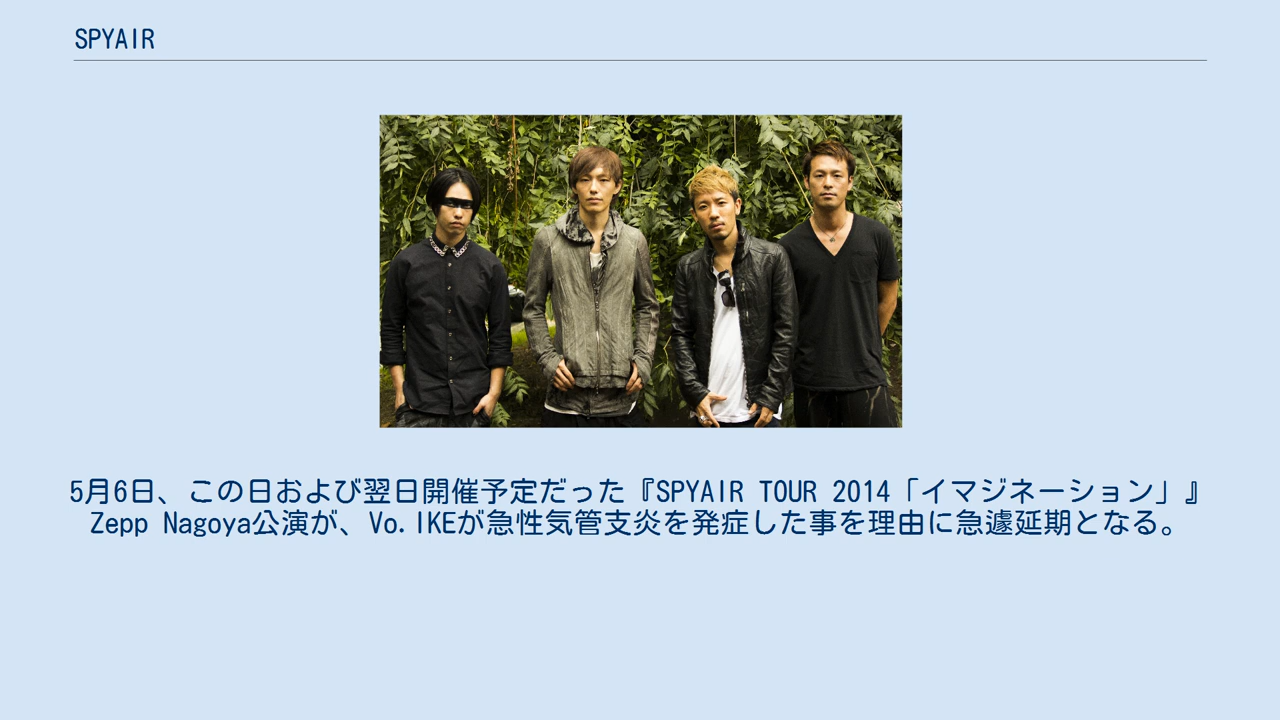 SPYAIR
5月6日、この日および翌日開催予定だった『SPYAIR TOUR 2014「イマジネーション」』
Zepp Nagoya公演が、Vo.IKEが急性気管支炎を発症した事を理由に急遽延期となる。